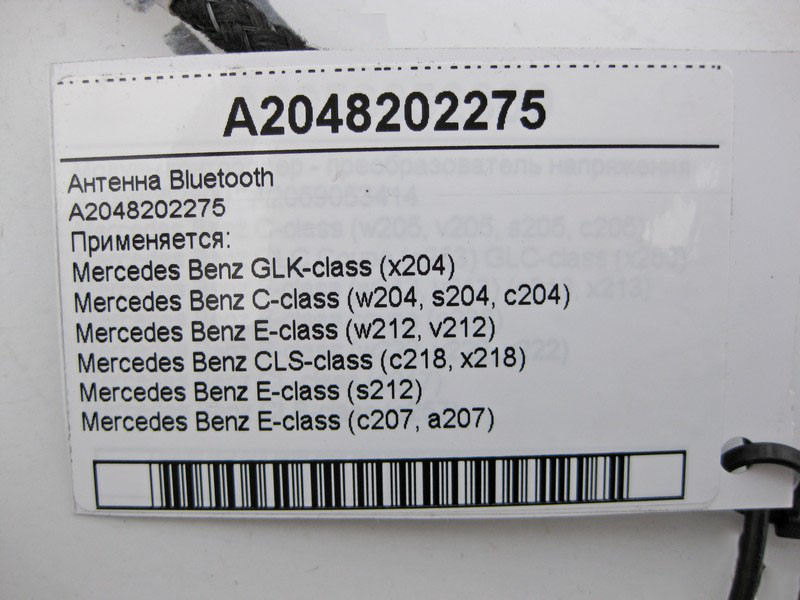 A2048202275
Антенна Bluetooth
A2048202275
Применяется:
Mercedes Benz GLK-class (x204)
Mercedes Benz C-class (w204, s204, c204)
Mercedes Benz E-class (w212, v212)
Mercedes Benz CLS-class (c218, x218)
Mercedes Benz E-class (s212)
Mercedes Benz E-class (c207, a207)